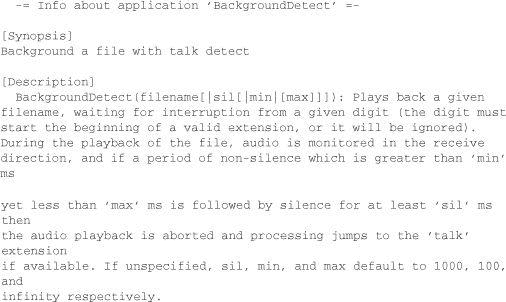 -= Info about application 'BackgroundDetect' =-
[Synopsis]
Background a file with talk detect
[Description]
BackgroundDetect(filename[|sil[|min|[max]]]): Plays back a given
filename, waiting for interruption from a given digit (the digit must
start the beginning of a valid extension, or it will be ignored).
During the playback of the file, audio is monitored in the receive
direction, and if a period of non-silence which is greater than 'min'
ms
yet less than 'max' ms is followed by silence for at least 'sil' ms
then
the audio playback is aborted and processing jumps to the 'talk'
extension
if available. If unspecified, sil, min, and max default to 1000, 100,
and
infinity respectively.